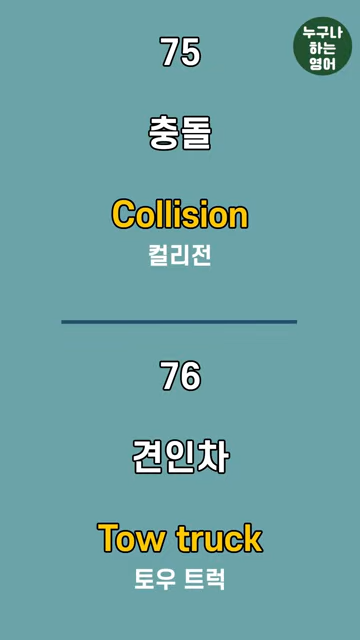 75
누구나
하는
영어
충돌
Collision
컬리전
76
견인차
Tow truck
토우 트럭